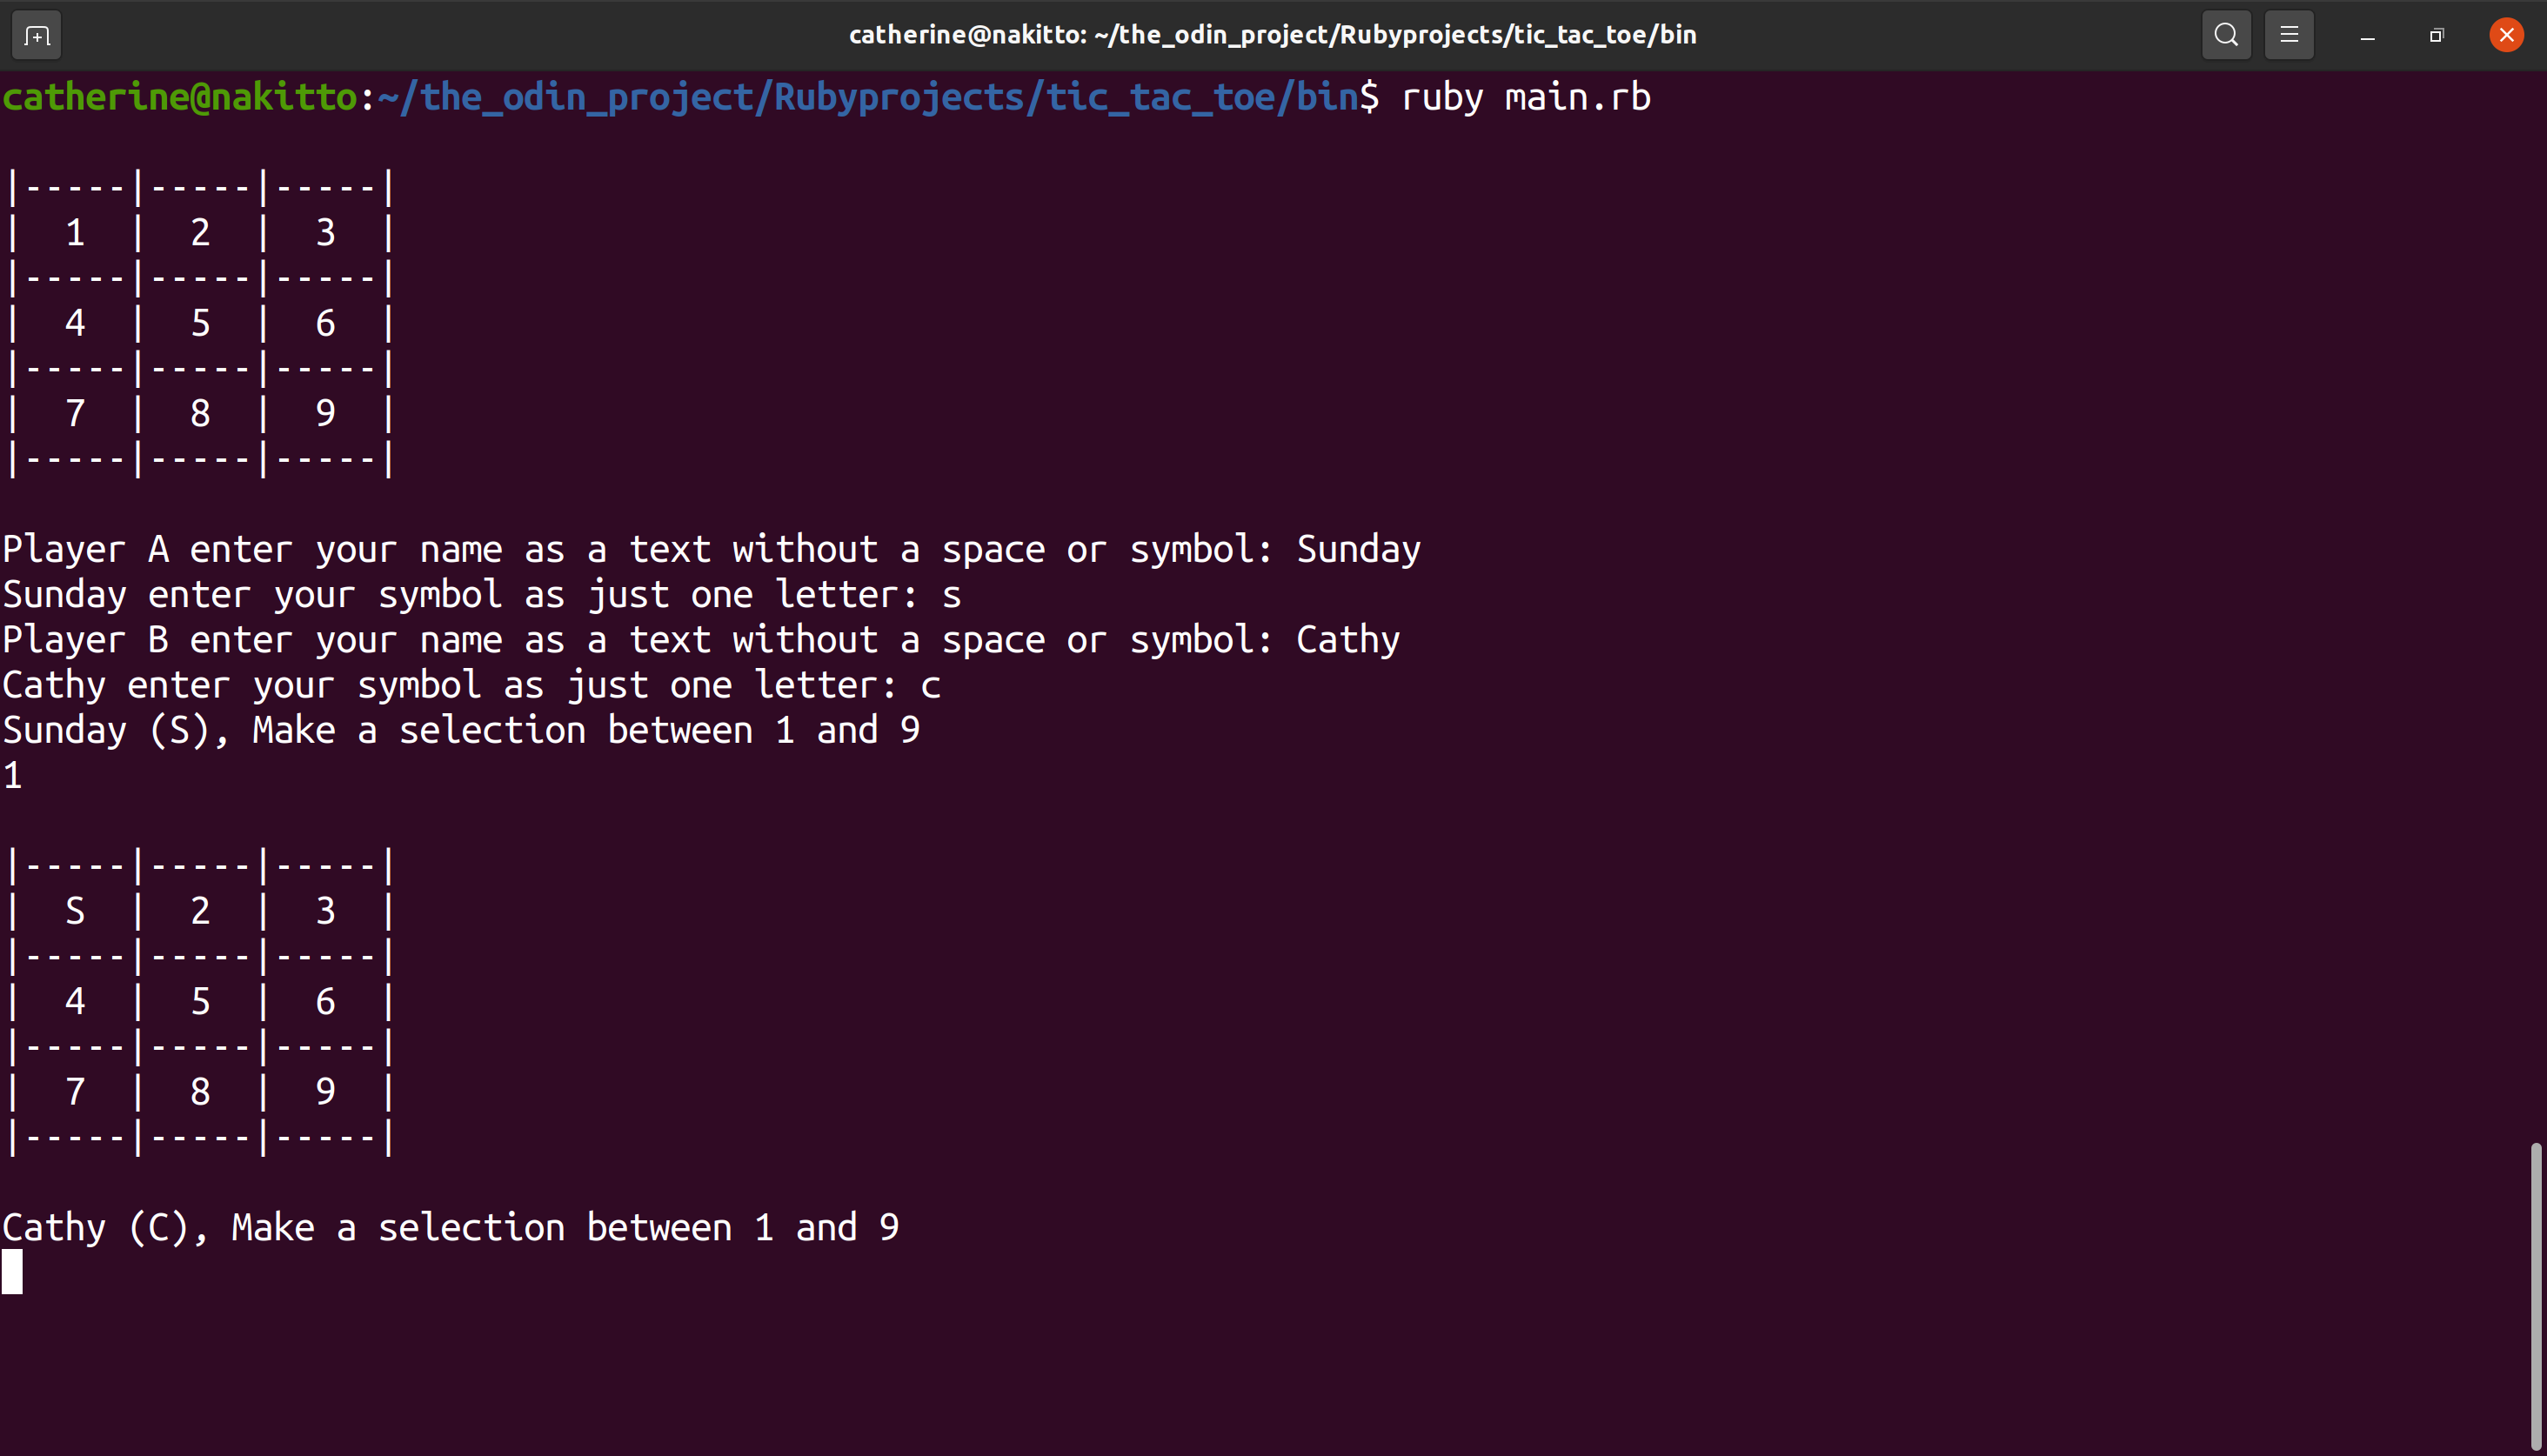 catherine@nakitto: ~/the_odin_project/Rubyprojects/tic_tac_toe/bin
catherine@nakitto:~/the_odin_project/Rubyprojects/tic_tac_toe/bin$ ruby main.rb
|-----|-----|-----|
|  1  |  2  |  3  |
|-----|-----|-----|
|  4  |  5  |  6  |
|-----|-----|-----|
|  7  |  8  |  9  |
|-----|-----|-----|
Player A enter your name as a text without a space or symbol: Sunday
Sunday enter your symbol as just one letter: s
Player B enter your name as a text without a space or symbol: Cathy
Cathy enter your symbol as just one letter: c
Sunday (S), Make a selection between 1 and 9
1
|-----|-----|-----|
|  S  |  2  |  3  |
|-----|-----|-----|
|  4  |  5  |  6  |
|-----|-----|-----|
|  7  |  8  |  9  |
|-----|-----|-----|
Cathy (C), Make a selection between 1 and 9